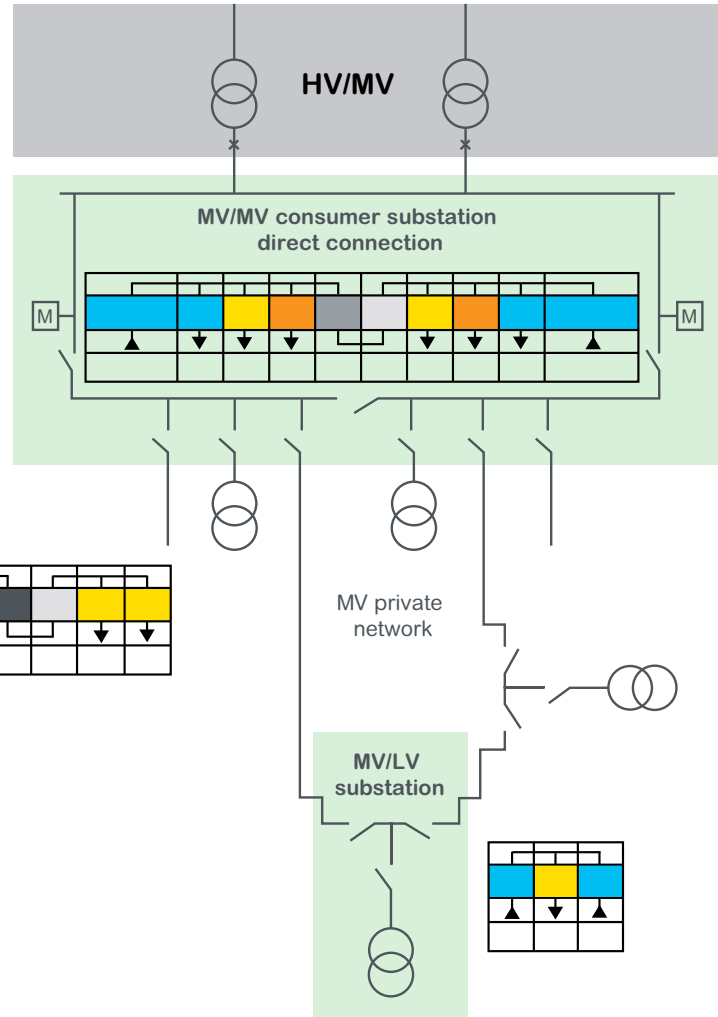 HV/MV
MV/MV consumer substation
direct connection
M
M
MV private
network
MV/LV
substation